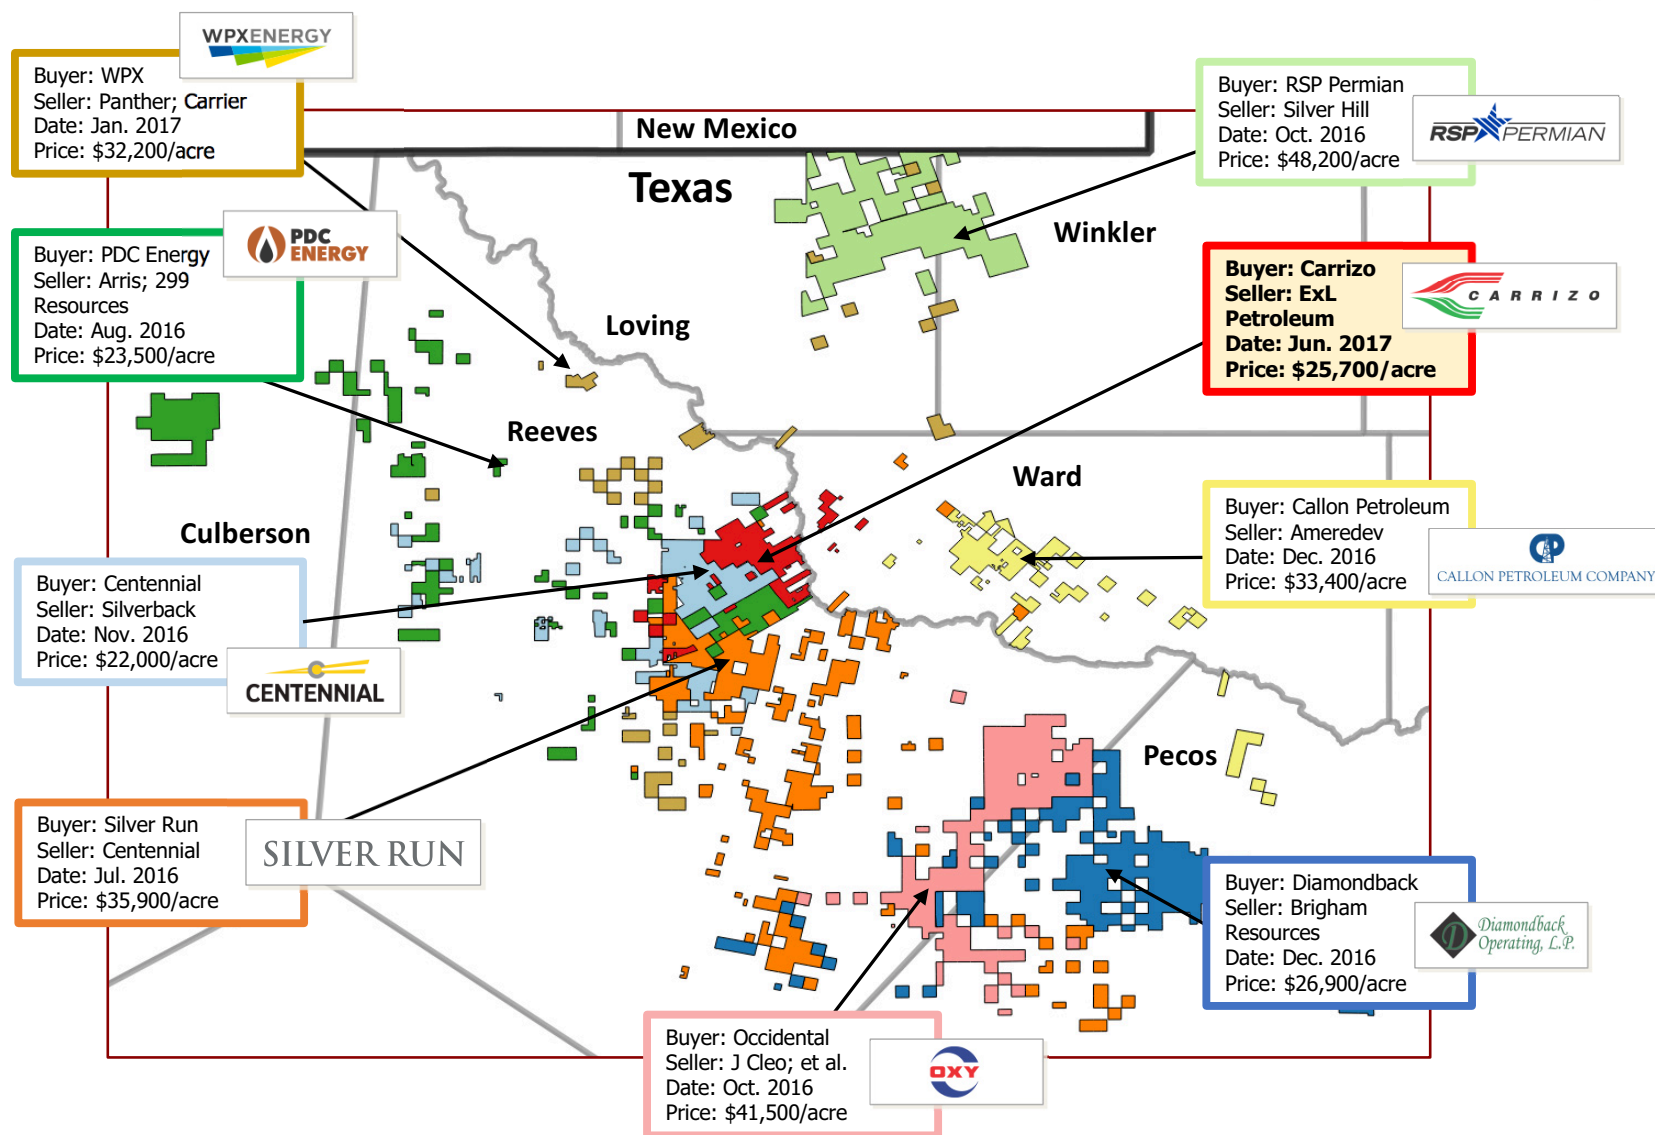 WPXENERGY
Buyer: WPX
Seller: Panther; Carrier
Date: Jan. 2017
Price: $32,200/acre
Buyer: RSP Permian
Seller: Silver Hill
Date: Oct. 2016
Price: $48,200/acre
RSP PERMIAN
New Mexico
Texas
Winkler
Buyer: PDC Energy
Seller: Arris; 299
Resources
Date: Aug. 2016
Price: $23,500/acre
PDC
ENERGY
Buyer: Carrizo
Seller: ExL
Petroleum
Date: Jun. 2017
Price: $25,700/acre
CARRIZO
Loving
Reeves
Ward
Culberson
Buyer: Callon Petroleum
Seller: Ameredev
Date: Dec. 2016
Price: $33,400/acre
CP
CALLON PETROLEUM COMPANY
Buyer: Centennial
Seller: Silverback
Date: Nov. 2016
Price: $22,000/acre
CENTENNIAL
Pecos
Buyer: Silver Run
Seller: Centennial
Date: Jul. 2016
Price: $35,900/acre
SILVER RUN
Buyer: Diamondback
Seller: Brigham
Resources
Date: Dec. 2016
Price: $26,900/acre
D
Diamondback
Operating, L.P.
Buyer: Occidental
Seller: J Cleo; et al.
Date: Oct. 2016
Price: $41,500/acre
OXY